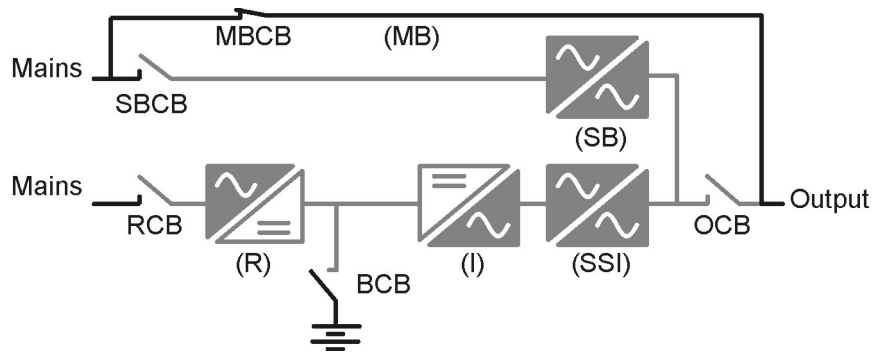 MBCB (MB)
Mains
SBCB
(SB)
Mains
Output
RCB
OCB
(R)
(I)
(SSI)
BCB